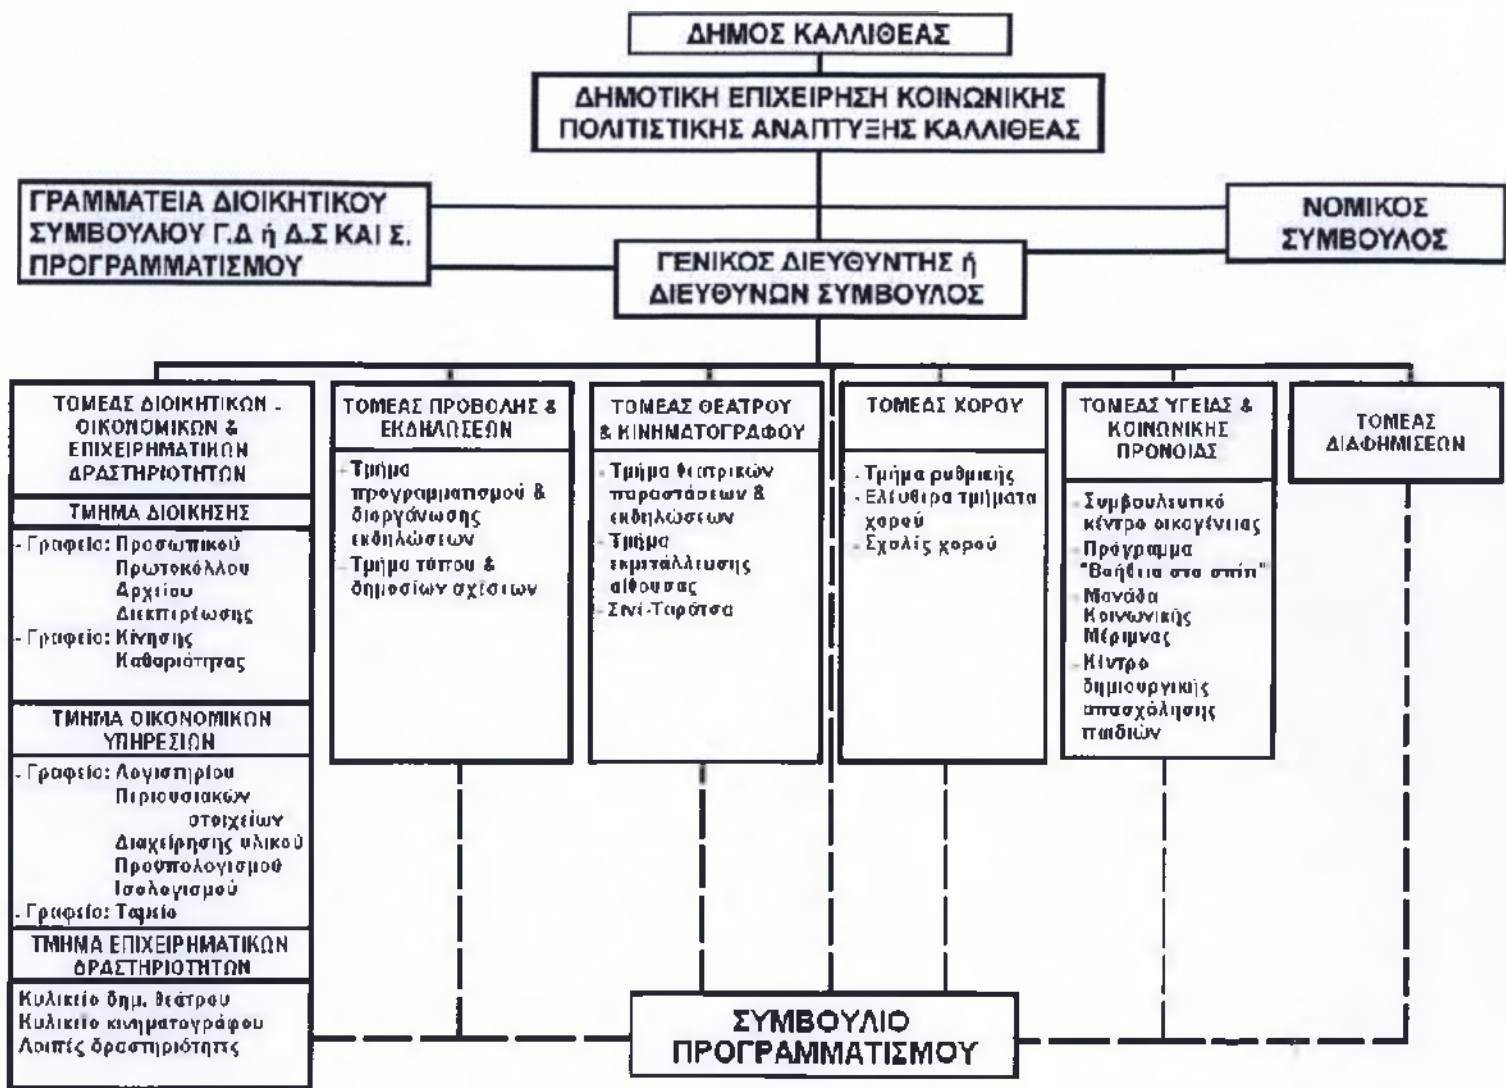 ΔΗΜΟΣ ΚΑΛΛΙΘΕΑΣ
ΔΗΜΟΤΙΚΗ ΕΠΙΧΕΙΡΗΣΗ ΚΟΙΝΩΝΙΚΗΣ
ΠΟΛΙΤΙΣΤΙΚΗΣ ΑΝΑΠΤΥΞΗΣ ΚΑΛΛΙΘΕΑΣ
ΓΡΑΜΜΑΤΕΙΑ ΔΙΟΙΚΗΤΙΚΟΥ
ΣΥΜΒΟΥΛΙΟΥ Γ.Δ ή Δ.Σ ΚΑΙ Σ.
ΠΡΟΓΡΑΜΜΑΤΙΣΜΟΥ
ΝΟΜΙΚΟΣ
ΣΥΜΒΟΥΛΟΣ
ΓΕΝΙΚΟΣ ΔΙΕΥΘΥΝΤΗΣ ή
ΔΙΕΥΘΥΝΩΝ ΣΥΜΒΟΥΛΟΣ
ΤΟΜΕΑΣ ΔΙΟΙΚΗΤΙΚΩΝ -
ΟΙΚΟΝΟΜΙΚΩΝ &
ΕΠΙΧΕΙΡΗΜΑΤΙΚΩΝ
ΔΡΑΣΤΗΡΙΟΤΗΤΩΝ
ΤΜΗΜΑ ΔΙΟΙΚΗΣΗΣ
- Γραφείο: Προσωπικού
Πρωτοκόλλου
Αρχείου
Διεκπεραίωσης
- Γραφείο: Κίνησης
Καθαριότητας
ΤΜΗΜΑ ΟΙΚΟΝΟΜΙΚΩΝ
ΥΠΗΡΕΣΙΩΝ
- Γραφείο: Λογιστηρίου
Περιουσιακών
στοιχείων
Διαχείρησης υλικού
Προϋπολογισμού
Ισολογισμού
- Γραφείο: Ταμείο
ΤΜΗΜΑ ΕΠΙΧΕΙΡΗΜΑΤΙΚΩΝ
ΔΡΑΣΤΗΡΙΟΤΗΤΩΝ
Κυλικείο δημ. θεάτρου
Κυλικείο κινηματογράφου
Λοιπές δραστηριότητες
ΤΟΜΕΑΣ ΠΡΟΒΟΛΗΣ &
ΕΚΔΗΛΩΣΕΩΝ
- Τμήμα
προγραμματισμού &
διοργάνωσης
εκδηλώσεων
- Τμήμα τύπου &
δημοσίων σχέσεων
ΤΟΜΕΑΣ ΘΕΑΤΡΟΥ
& ΚΙΝΗΜΑΤΟΓΡΑΦΟΥ
- Τμήμα θεατρικών
παραστάσεων &
εκδηλώσεων
- Τμήμα
εκμετάλλευσης
αίθουσας
- Σινέ-Ταράτσα
ΤΟΜΕΑΣ ΧΟΡΟΥ
- Τμήμα ρυθμικής
- Ελεύθερα τμήματα
χορού
- Σχολές χορού
ΤΟΜΕΑΣ ΥΓΕΙΑΣ &
ΚΟΙΝΩΝΙΚΗΣ
ΠΡΟΝΟΙΑΣ
- Συμβουλευτικό
κέντρο οικογένειας
- Πρόγραμμα
"Βοήθεια στο σπίτι"
- Μονάδα
Κοινωνικής
Μέριμνας
- Κέντρο
δημιουργικής
απασχόλησης
παιδιών
ΤΟΜΕΑΣ
ΔΙΑΦΗΜΙΣΕΩΝ
ΣΥΜΒΟΥΛΙΟ
ΠΡΟΓΡΑΜΜΑΤΙΣΜΟΥ